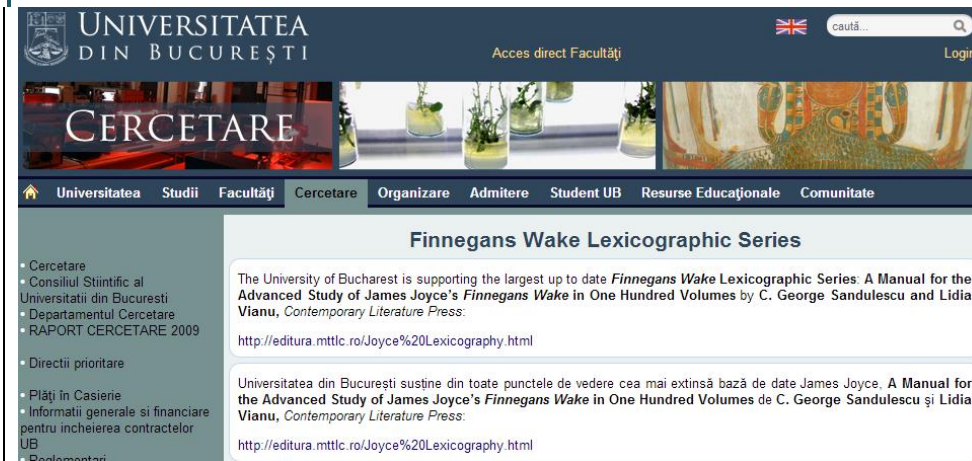 UNIVERSITATEA
DIN BUCUREȘTI
caută...
Acces direct Facultăţi
Login
CERCETARE
Universitatea Studii Facultăţi Cercetare Organizare Admitere Student UB Resurse Educaţionale Comunitate
Finnegans Wake Lexicographic Series
Cercetare
Consiliul Stiintific al
Universitatii din Bucuresti
Departamentul Cercetare
RAPORT CERCETARE 2009
Directii prioritare
Plăţi în Casierie
Informatii generale si financiare
pentru incheierea contractelor
UB
Reglementari
The University of Bucharest is supporting the largest up to date Finnegans Wake Lexicographic Series: A Manual for the
Advanced Study of James Joyce's Finnegans Wake in One Hundred Volumes by C. George Sandulescu and Lidia
Vianu, Contemporary Literature Press:
http://editura.mttlc.ro/Joyce%20Lexicography.html
Universitatea din București susține din toate punctele de vedere cea mai extinsă bază de date James Joyce, A Manual for
the Advanced Study of James Joyce's Finnegans Wake in One Hundred Volumes de C. George Sandulescu și Lidia
Vianu, Contemporary Literature Press:
http://editura.mttlc.ro/Joyce%20Lexicography.html